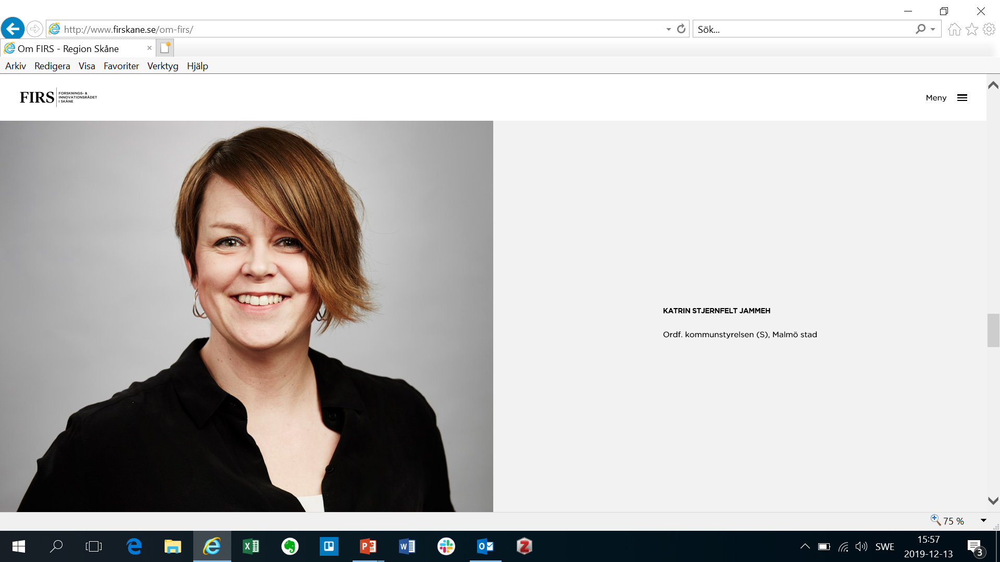 http://www.firskane.se/om-firs/
Sök...
Om FIRS - Region Skåne
Arkiv Redigera Visa Favoriter Verktyg Hjälp
FIRS
FORSKNINGS- &
INNOVATIONSRÅDET
I SKÅNE
Meny
KATRIN STJERNFELT JAMMEH
Ordf. kommunstyrelsen (S), Malmö stad
75 %
SWE
15:57
2019-12-13
3